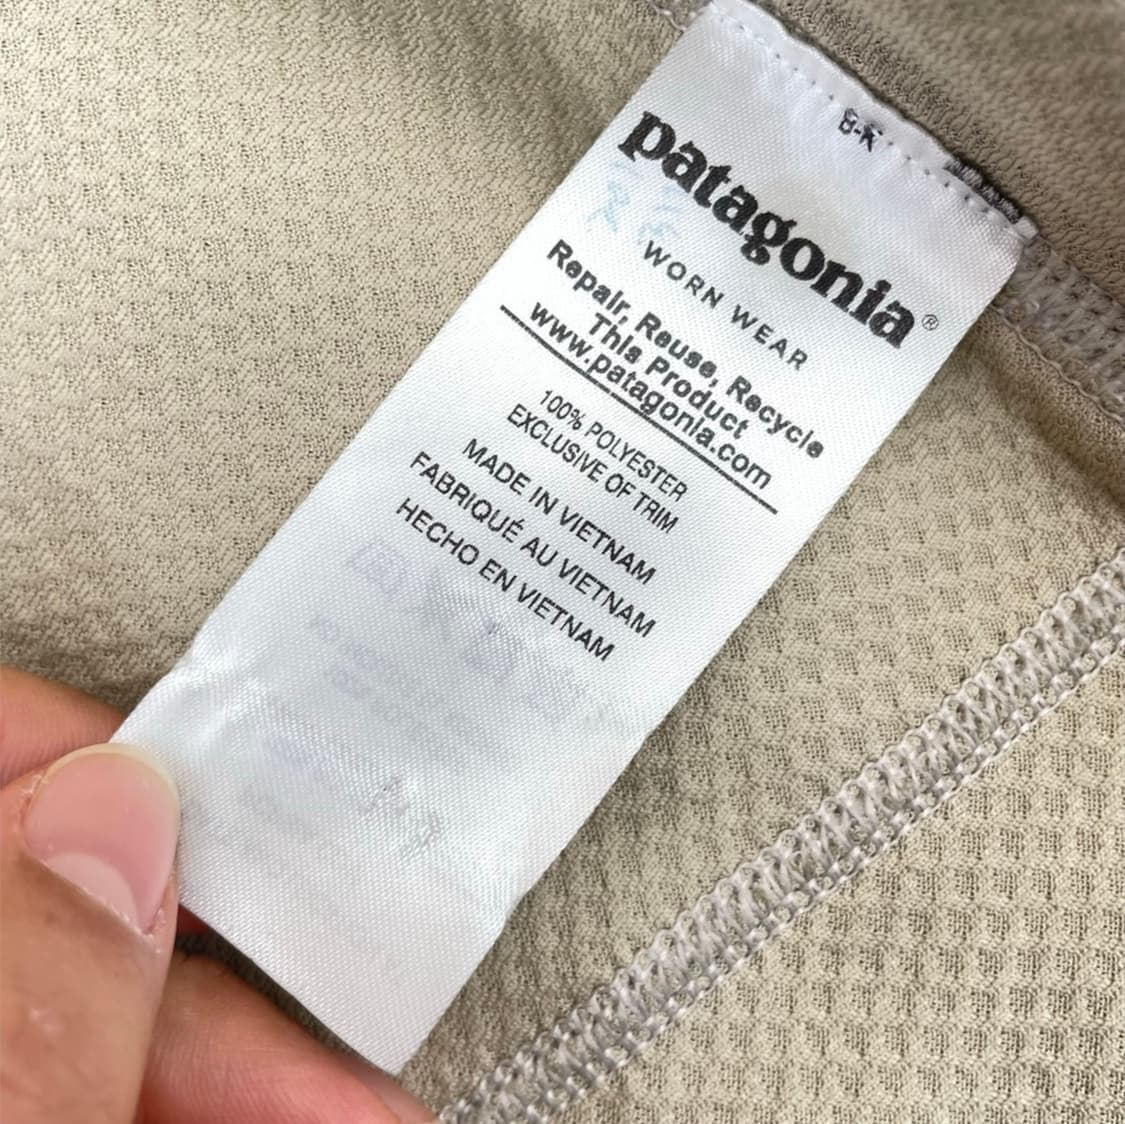 patagonia®
WORN WEAR
Repair, Reuse, Recycle
This Product
www.patagonia.com
100% POLYESTER
EXCLUSIVE OF TRIM
MADE IN VIETNAM
FABRIQUÉ AU VIETNAM
HECHO EN VIETNAM